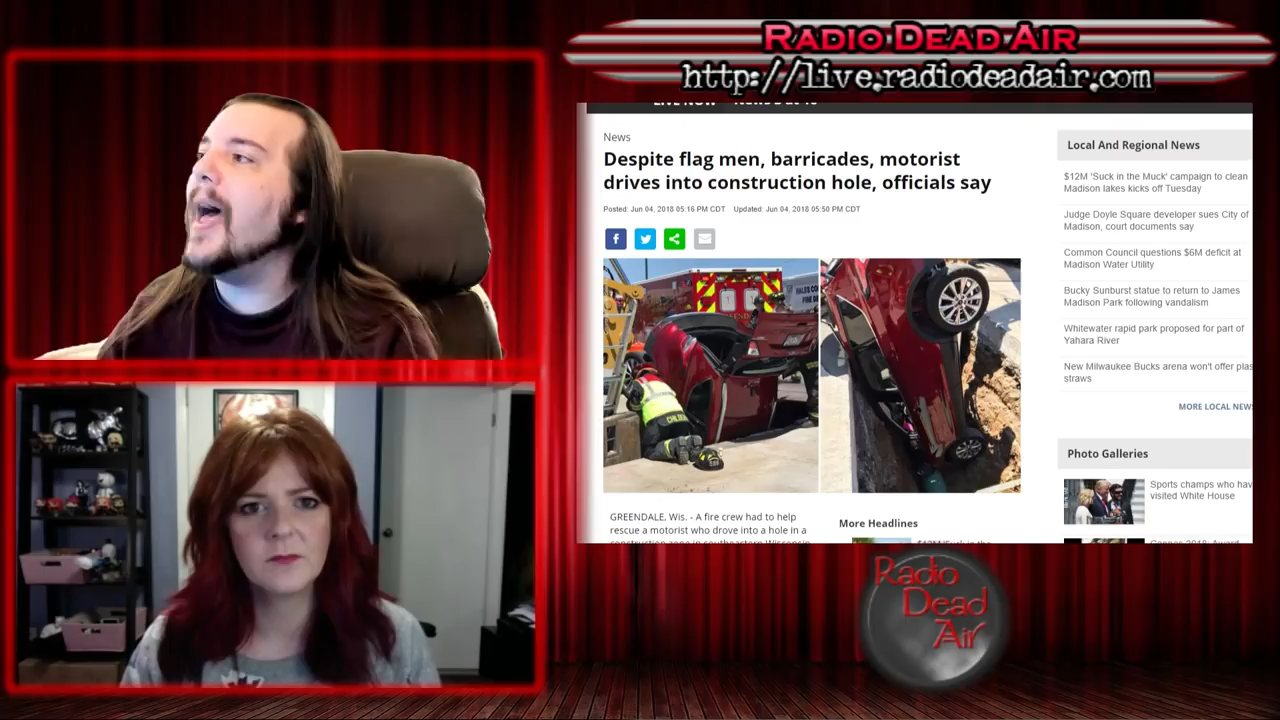 Radio Dead Air
http://live.radiodeadair.com
News
Despite flag men, barricades, motorist
drives into construction hole, officials say
Posted: Jun 04, 2018 05:16 PM CDT    Updated: Jun 04, 2018 05:50 PM CDT
GREENDALE, Wis. - A fire crew had to help
rescue a motorist who drove into a hole in a
construction zone in southeastern Wisconsin
More Headlines
Local And Regional News
$12M 'Suck in the Muck' campaign to clean
Madison lakes kicks off Tuesday
Judge Doyle Square developer sues City of
Madison, court documents say
Common Council questions $6M deficit at
Madison Water Utility
Bucky Sunburst statue to return to James
Madison Park following vandalism
Whitewater rapid park proposed for part of
Yahara River
New Milwaukee Bucks arena won't offer plas
straws
MORE LOCAL NEWS
Photo Galleries
Sports champs who hav
visited White House
Radio
Dead
Air